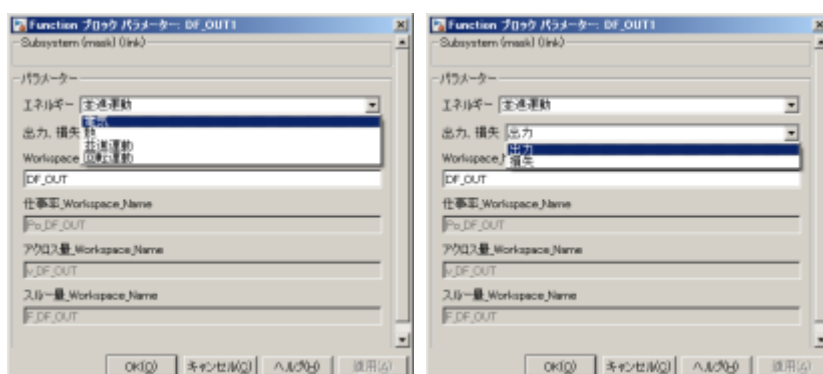 Function ブロック パラメーター: DF_OUT1
Subsystem (mask) (link)
パラメーター
エネルギー 並進運動
電気
出力、損失 熱
並進運動
Workspace 回転運動
DF_OUT
仕事率_Workspace_Name
Po_DF_OUT
アクロス量_Workspace_Name
v_DF_OUT
スルー量_Workspace_Name
F_DF_OUT
OK(O) キャンセル(C) ヘルプ(H) 適用(A)
Function ブロック パラメーター: DF_OUT1
Subsystem (mask) (link)
パラメーター
エネルギー 並進運動
出力、損失 出力
出力
Workspace_ 損失
DF_OUT
仕事率_Workspace_Name
Po_DF_OUT
アクロス量_Workspace_Name
v_DF_OUT
スルー量_Workspace_Name
F_DF_OUT
OK(O) キャンセル(C) ヘルプ(H) 適用(A)